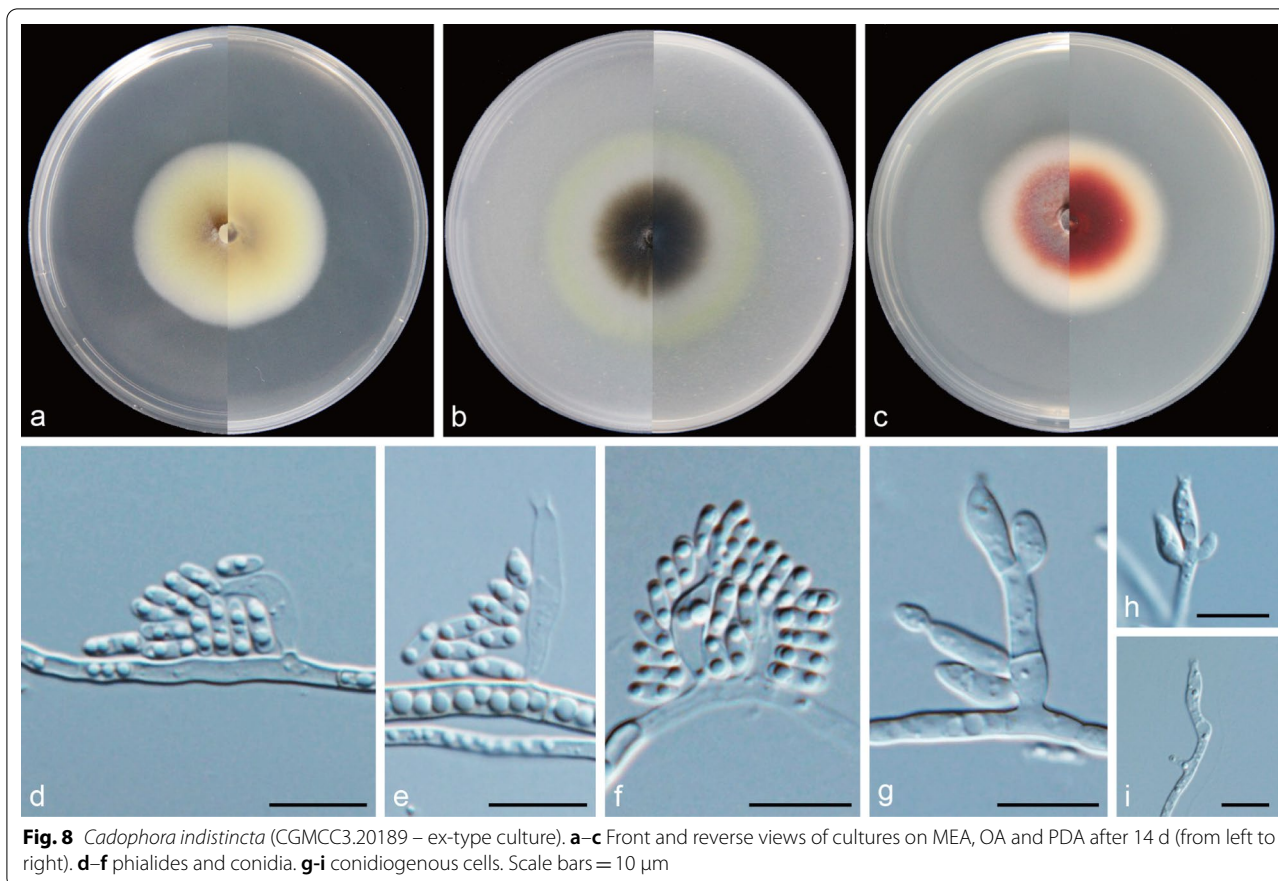 a
b
c
d
e
f
g
h
i
Fig. 8 Cadophora indistincta (CGMCC3.20189 – ex-type culture). a–c Front and reverse views of cultures on MEA, OA and PDA after 14 d (from left to
right). d–f phialides and conidia. g-i conidiogenous cells. Scale bars = 10 μm